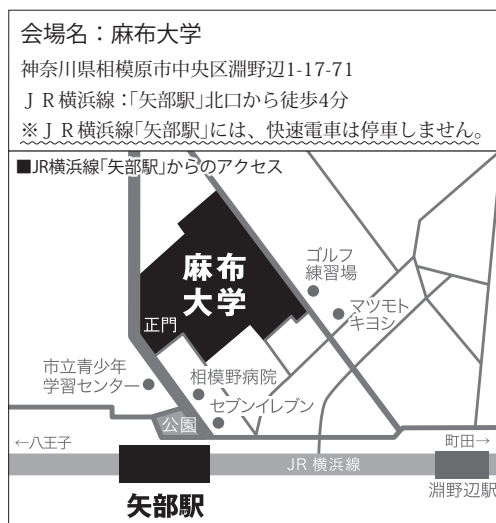 会場名：麻布大学
神奈川県相模原市中央区淵野辺1-17-71
ＪＲ横浜線：「矢部駅」北口から徒歩4分
※ＪＲ横浜線「矢部駅」には、快速電車は停車しません。
■JR横浜線「矢部駅」からのアクセス
麻布
大学
正門
ゴルフ
練習場
マツモト
キヨシ
市立青少年
学習センター
相模野病院
セブンイレブン
公園
←八王子
町田→
JR 横浜線
矢部駅
淵野辺駅